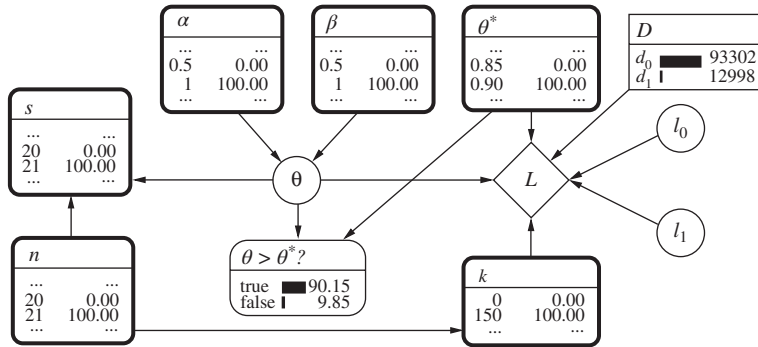 α
... ...
0.5 0.00
1 100.00
... ...
β
... ...
0.5 0.00
1 100.00
... ...
θ*
... ...
0.85 0.00
0.90 100.00
... ...
D
d0 93302
d1 12998
s
... ...
20 0.00
21 100.00
... ...
θ
L
l0
l1
n
... ...
20 0.00
21 100.00
... ...
θ > θ*?
true 90.15
false 9.85
k
0 0.00
150 100.00
... ...